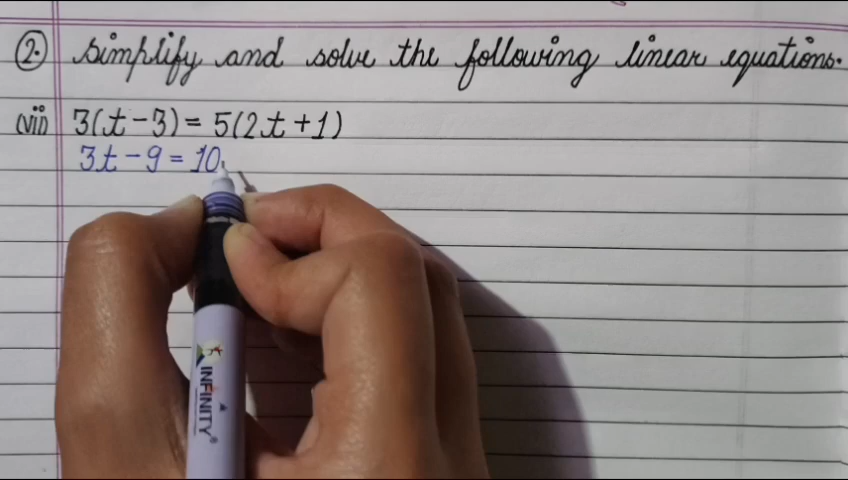 2. Simplify and solve the following linear equations.
(vii) 3(t-3) = 5(2t+1)
3t-9 = 10
INFINITY